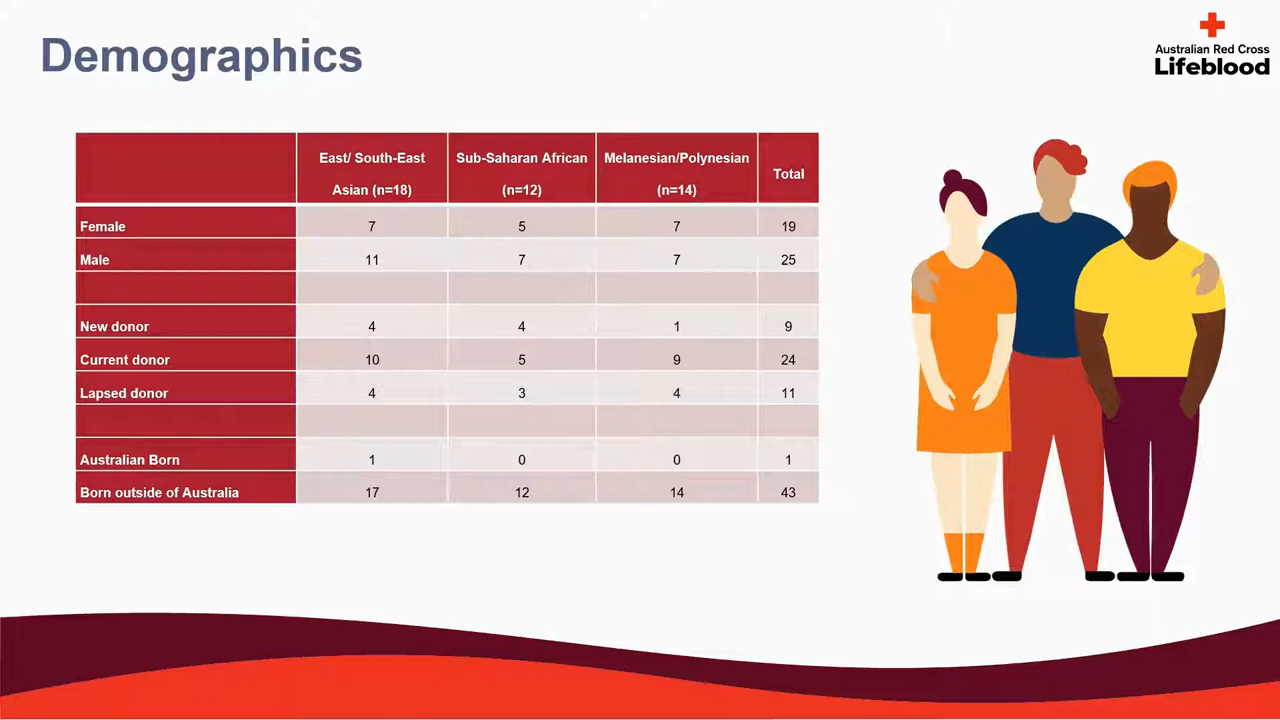 Demographics
Australian Red Cross
Lifeblood
East/ South-East Asian (n=18) Sub-Saharan African (n=12) Melanesian/Polynesian (n=14) Total
Female 7 5 7 19
Male 11 7 7 25
New donor 4 4 1 9
Current donor 10 5 9 24
Lapsed donor 4 3 4 11
Australian Born 1 0 0 1
Born outside of Australia 17 12 14 43